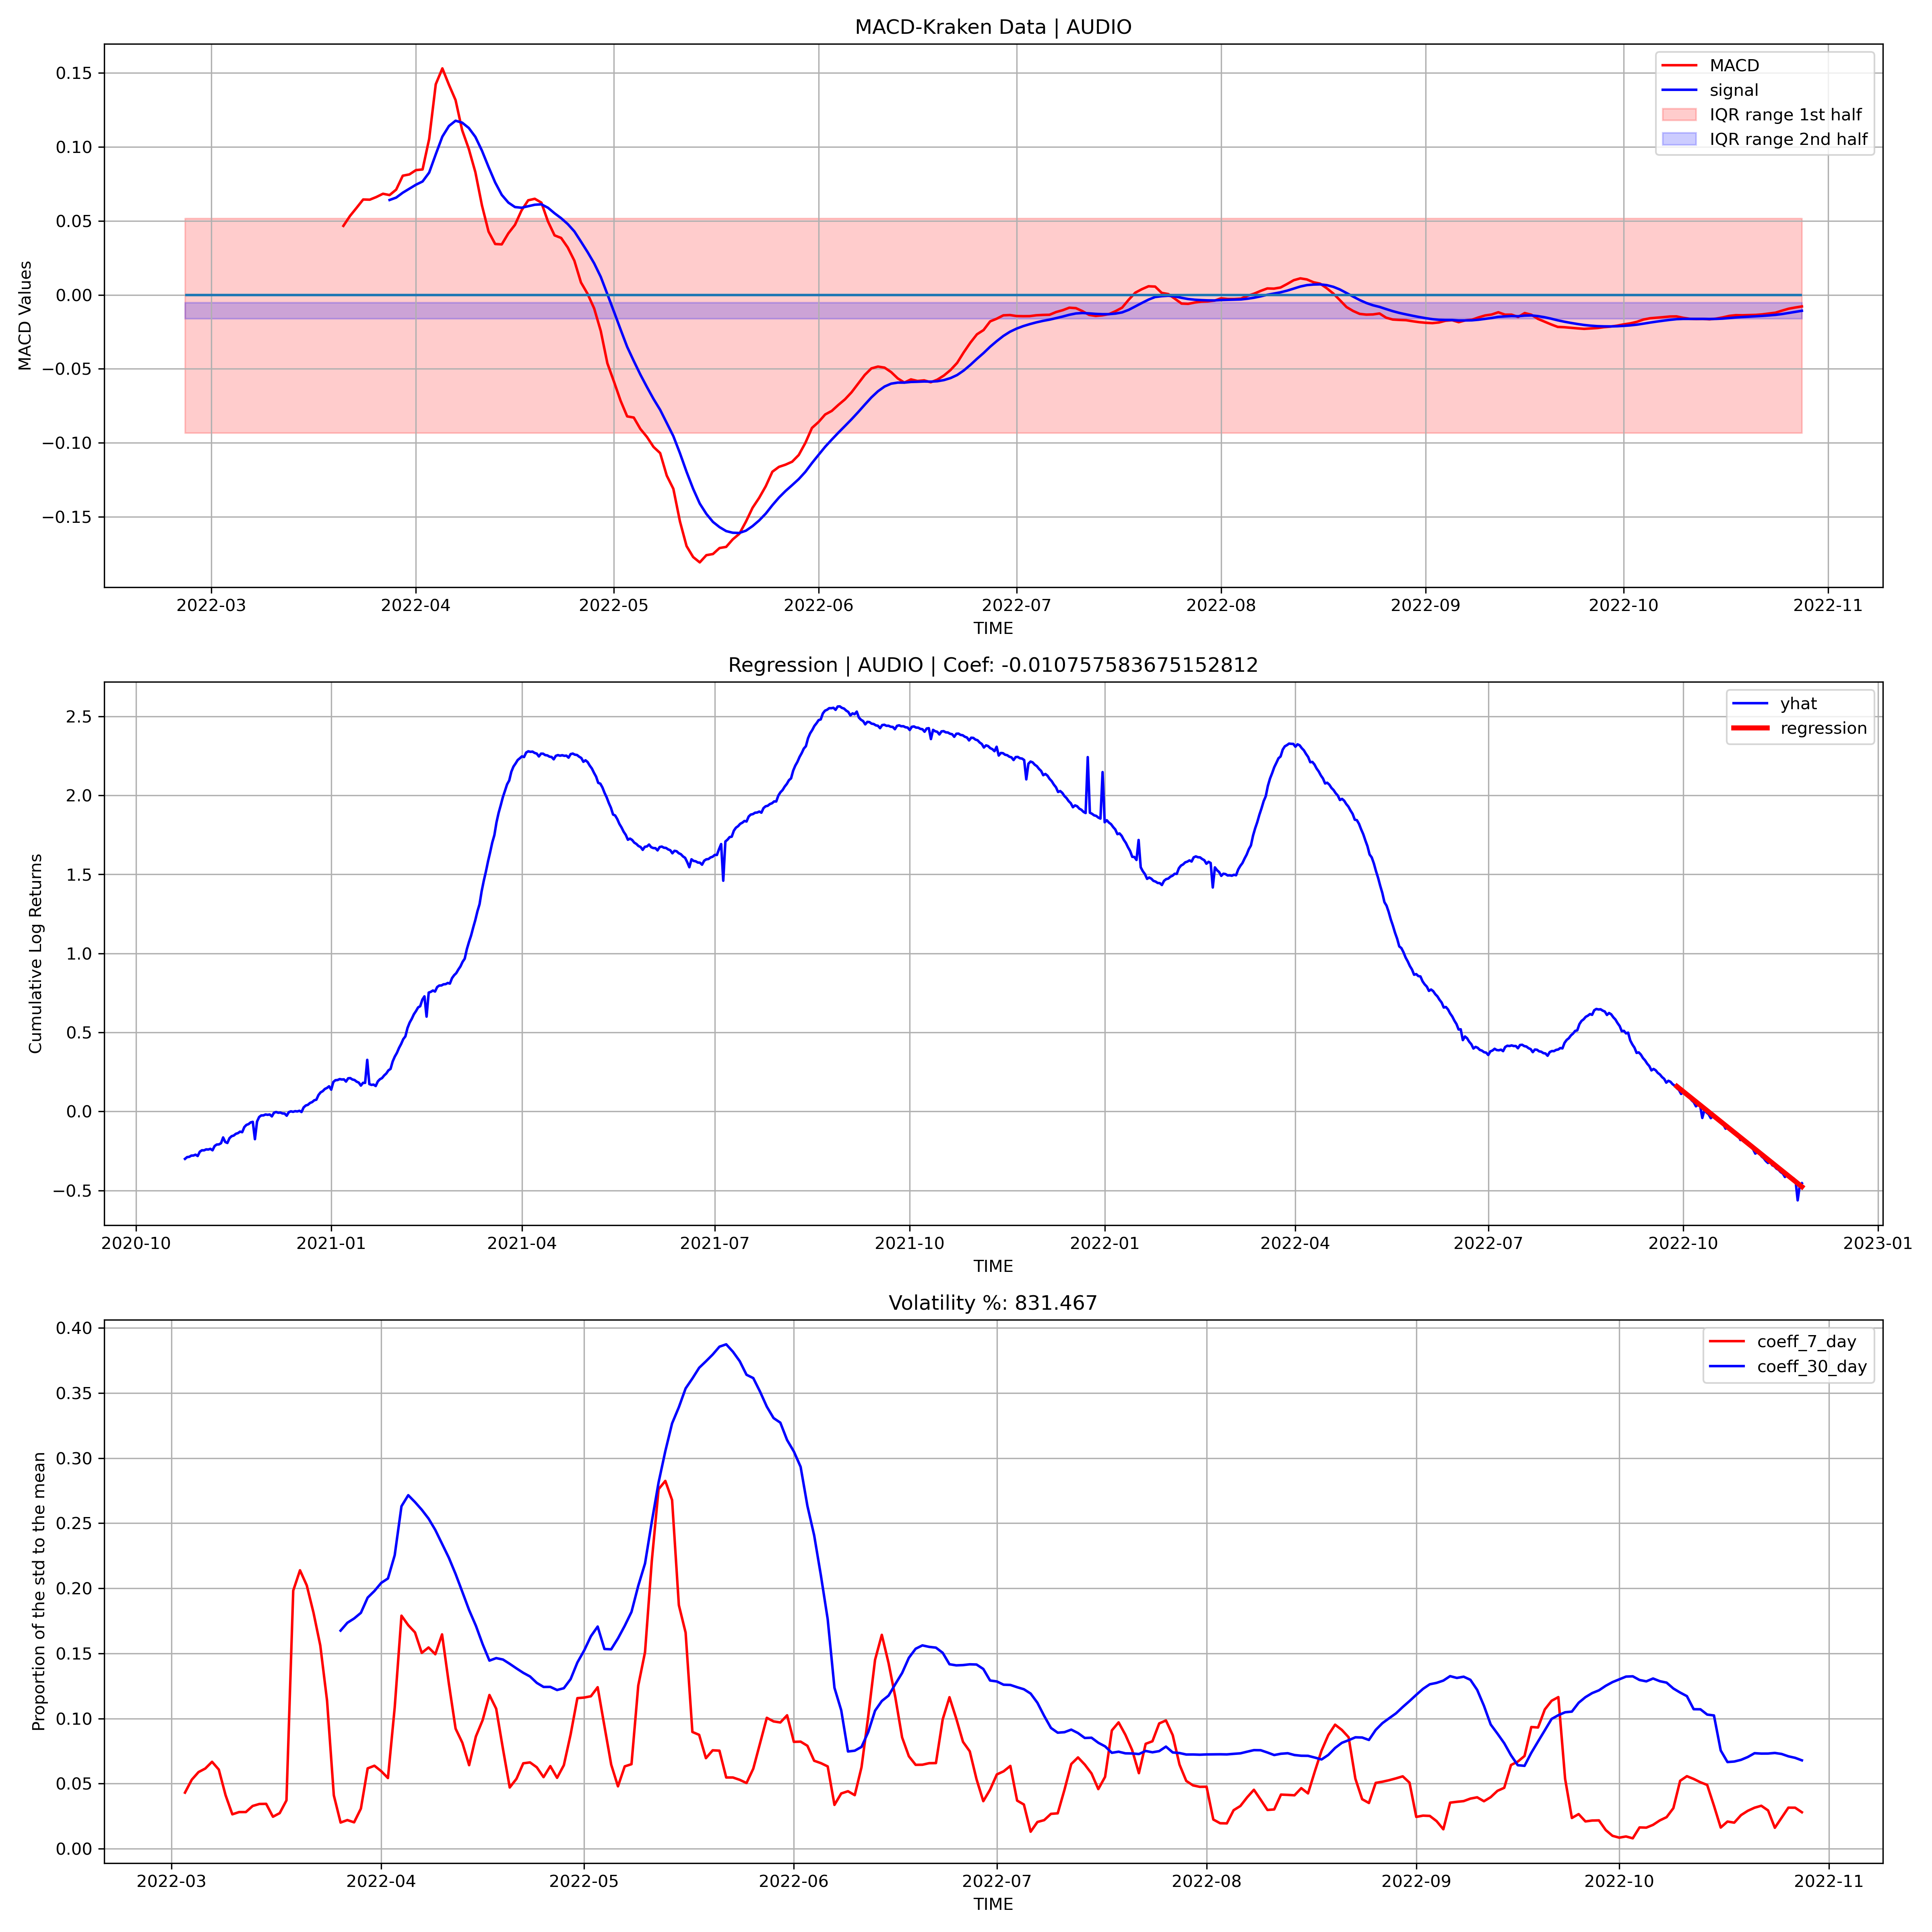 MACD-Kraken Data | AUDIO
MACD
signal
IQR range 1st half
IQR range 2nd half
MACD Values
0.15
0.10
0.05
0.00
−0.05
−0.10
−0.15
2022-03 2022-04 2022-05 2022-06 2022-07 2022-08 2022-09 2022-10 2022-11
TIME
Regression | AUDIO | Coef: -0.010757583675152812
yhat
regression
Cumulative Log Returns
2.5
2.0
1.5
1.0
0.5
0.0
−0.5
2020-10 2021-01 2021-04 2021-07 2021-10 2022-01 2022-04 2022-07 2022-10 2023-01
TIME
Volatility %: 831.467
coeff_7_day
coeff_30_day
Proportion of the std to the mean
0.40
0.35
0.30
0.25
0.20
0.15
0.10
0.05
0.00
2022-03 2022-04 2022-05 2022-06 2022-07 2022-08 2022-09 2022-10 2022-11
TIME